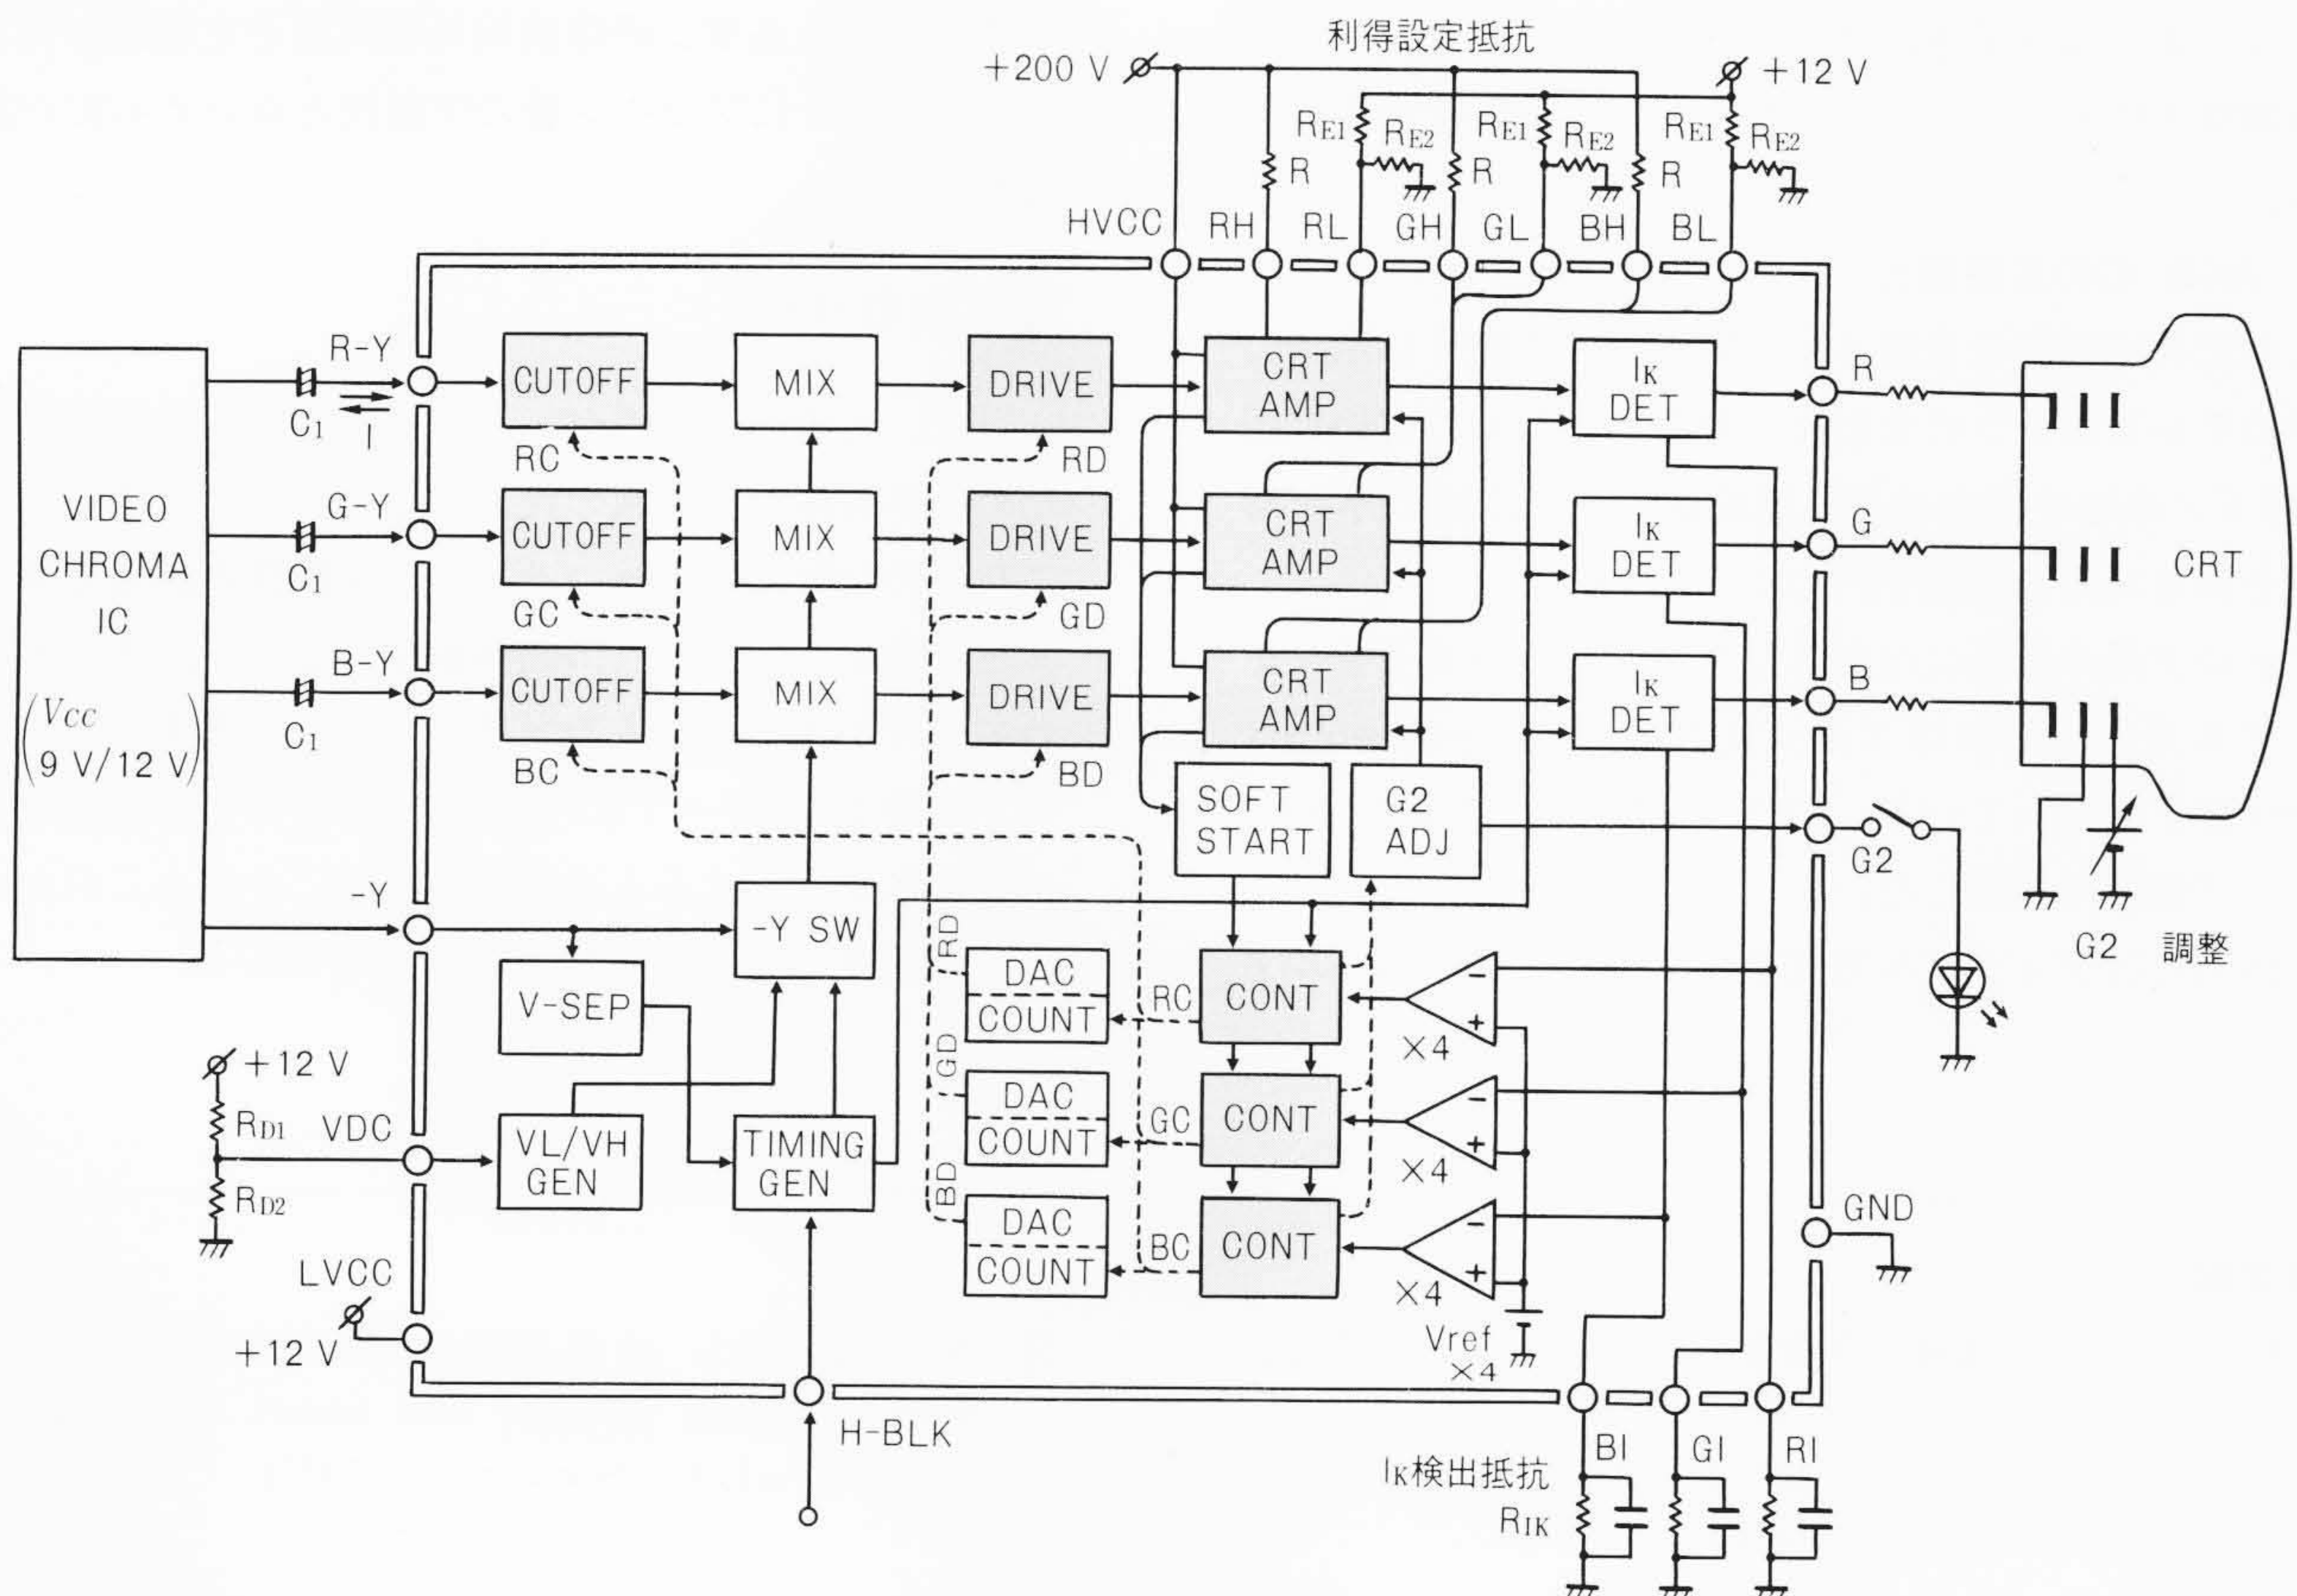 利得設定抵抗
+200 V
+12 V
RE1
RE2
RE1
RE2
RE1
RE2
R
R
R
HVCC
RH
RL
GH
GL
BH
BL
R-Y
C1
I
CUTOFF
MIX
DRIVE
CRT
AMP
IK
DET
R
RC
RD
VIDEO
CHROMA
IC
(Vcc
9 V/12 V)
G-Y
C1
CUTOFF
MIX
DRIVE
CRT
AMP
IK
DET
G
CRT
GC
GD
B-Y
C1
CUTOFF
MIX
DRIVE
CRT
AMP
IK
DET
B
BC
BD
SOFT
START
G2
ADJ
G2
G2 調整
-Y
-Y SW
V-SEP
RD
DAC
COUNT
RC
CONT
-
+
×4
GD
DAC
COUNT
GC
CONT
-
+
×4
BD
DAC
COUNT
BC
CONT
-
+
×4
Vref
×4
+12 V
RD1
VDC
RD2
VL/VH
GEN
TIMING
GEN
LVCC
+12 V
GND
H-BLK
BI
GI
RI
IK検出抵抗
RIK